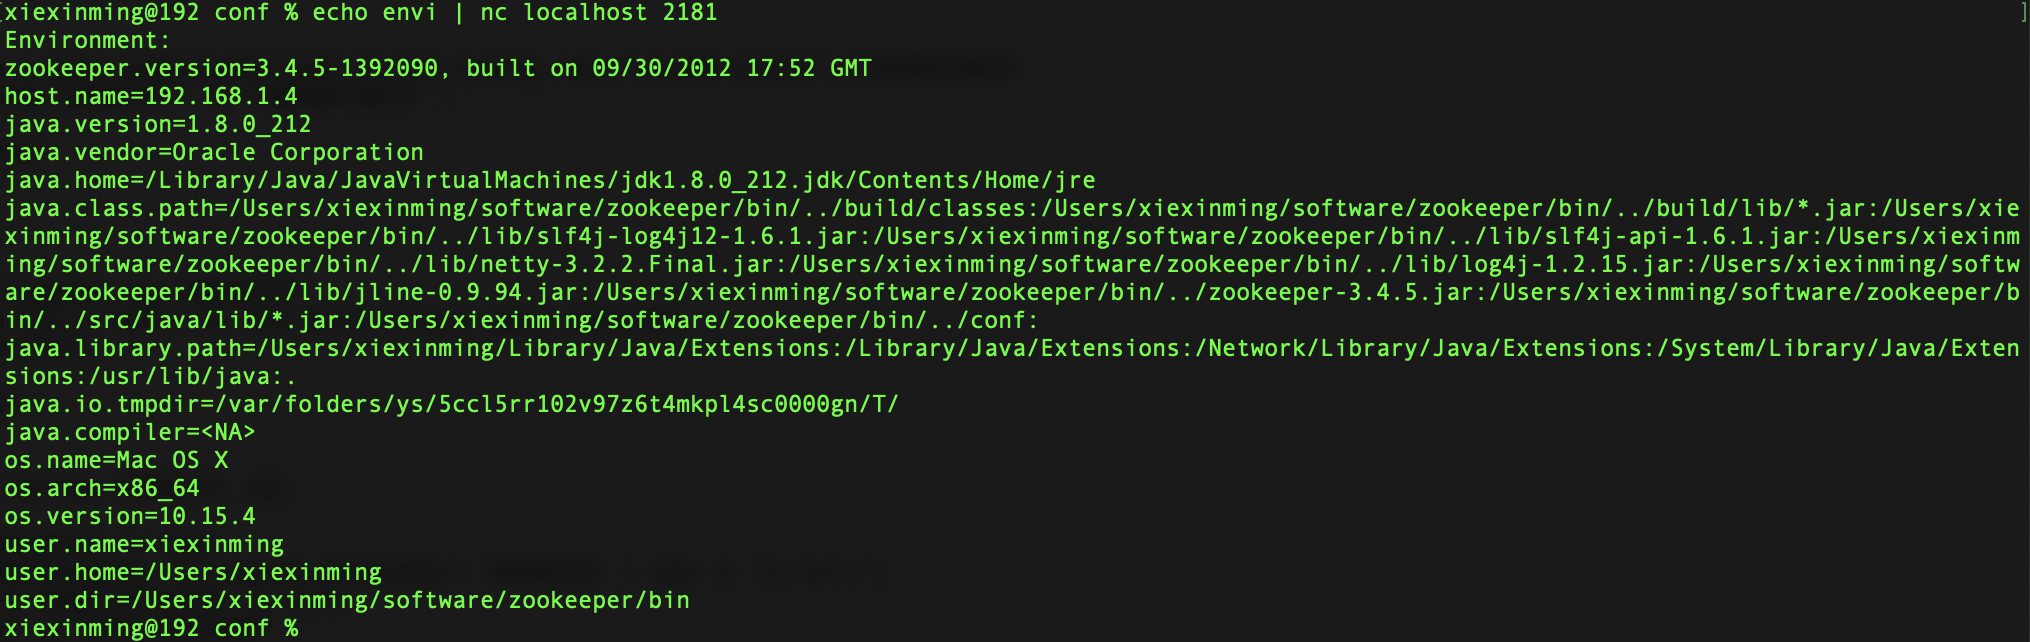 xiexinming@192 conf % echo envi | nc localhost 2181
Environment:
zookeeper.version=3.4.5-1392090, built on 09/30/2012 17:52 GMT
host.name=192.168.1.4
java.version=1.8.0_212
java.vendor=Oracle Corporation
java.home=/Library/Java/JavaVirtualMachines/jdk1.8.0_212.jdk/Contents/Home/jre
java.class.path=/Users/xiexinming/software/zookeeper/bin/../build/classes:/Users/xiexinming/software/zookeeper/bin/../build/lib/*.jar:/Users/xie
xinming/software/zookeeper/bin/../lib/slf4j-log4j12-1.6.1.jar:/Users/xiexinming/software/zookeeper/bin/../lib/slf4j-api-1.6.1.jar:/Users/xiexinm
ing/software/zookeeper/bin/../lib/netty-3.2.2.Final.jar:/Users/xiexinming/software/zookeeper/bin/../lib/log4j-1.2.15.jar:/Users/xiexinming/softw
are/zookeeper/bin/../lib/jline-0.9.94.jar:/Users/xiexinming/software/zookeeper/bin/../zookeeper-3.4.5.jar:/Users/xiexinming/software/zookeeper/b
in/../src/java/lib/*.jar:/Users/xiexinming/software/zookeeper/bin/../conf:
java.library.path=/Users/xiexinming/Library/Java/Extensions:/Library/Java/Extensions:/Network/Library/Java/Extensions:/System/Library/Java/Exten
sions:/usr/lib/java:.
java.io.tmpdir=/var/folders/ys/5ccl5rr102v97z6t4mkpl4sc0000gn/T/
java.compiler=<NA>
os.name=Mac OS X
os.arch=x86_64
os.version=10.15.4
user.name=xiexinming
user.home=/Users/xiexinming
user.dir=/Users/xiexinming/software/zookeeper/bin
xiexinming@192 conf %